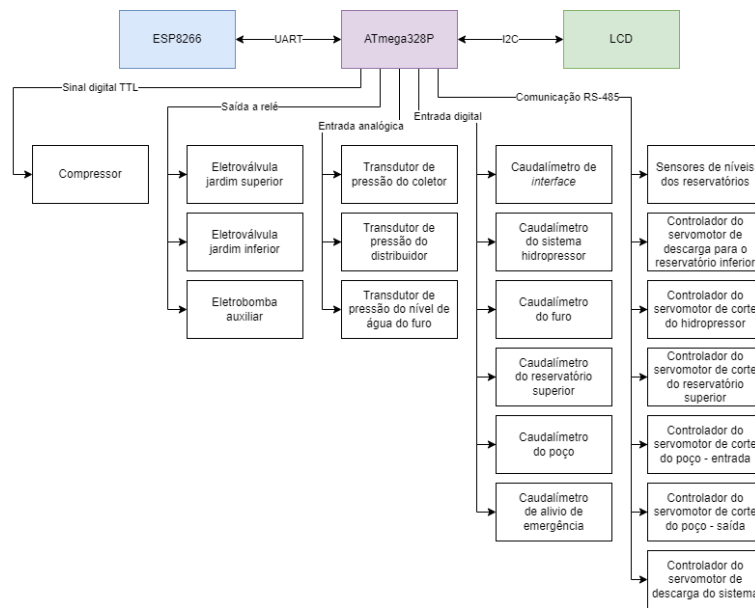 ESP8266
UART
ATmega328P
I2C
LCD
Sinal digital TTL
Saída a relé
Entrada analógica
Entrada digital
Comunicação RS-485
Compressor
Eletroválvula
jardim superior
Eletroválvula
jardim inferior
Eletrobomba
auxiliar
Transdutor de
pressão do coletor
Transdutor de
pressão do
distribuidor
Transdutor de
pressão do nível de
água do furo
Caudalímetro de
interface
Caudalímetro
do sistema
hidropressor
Caudalímetro
do furo
Caudalímetro
do reservatório
superior
Caudalímetro
do poço
Caudalímetro
de alivio de
emergência
Sensores de níveis
dos reservatórios
Controlador do
servomotor de
descarga para o
reservatório inferior
Controlador do
servomotor de corte
do hidropressor
Controlador do
servomotor de corte
do reservatório
superior
Controlador do
servomotor de corte
do poço - entrada
Controlador do
servomotor de corte
do poço - saída
Controlador do
servomotor de
descarga do sistema